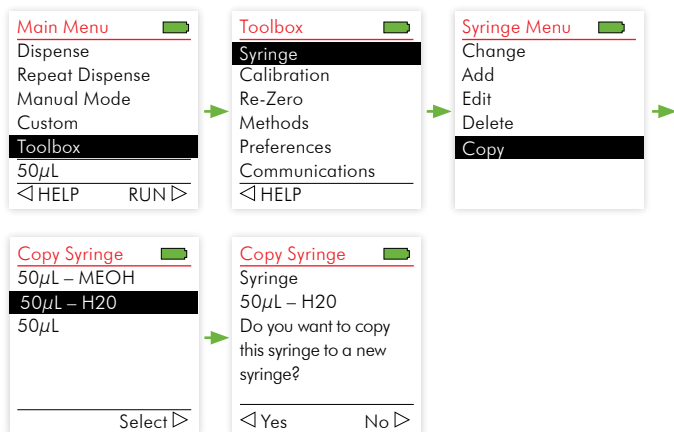 Main Menu
Dispense
Repeat Dispense
Manual Mode
Custom
Toolbox
50μL
◁ HELP RUN ▷
Toolbox
Syringe
Calibration
Re-Zero
Methods
Preferences
Communications
◁ HELP
Syringe Menu
Change
Add
Edit
Delete
Copy
Copy Syringe
50μL – MEOH
50μL – H20
50μL
Select ▷
Copy Syringe
Syringe
50μL – H20
Do you want to copy
this syringe to a new
syringe?
◁ Yes No ▷